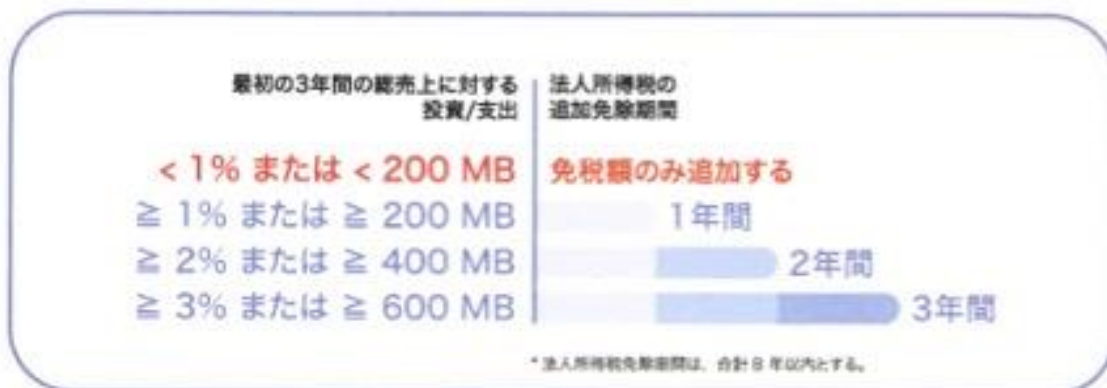 最初の3年間の総売上に対する
投資/支出
法人所得税の
追加免除期間
< 1% または < 200 MB
免税額のみ追加する
≧ 1% または ≧ 200 MB
1年間
≧ 2% または ≧ 400 MB
2年間
≧ 3% または ≧ 600 MB
3年間
* 法人所得税免除期間は、合計 8 年以内とする。